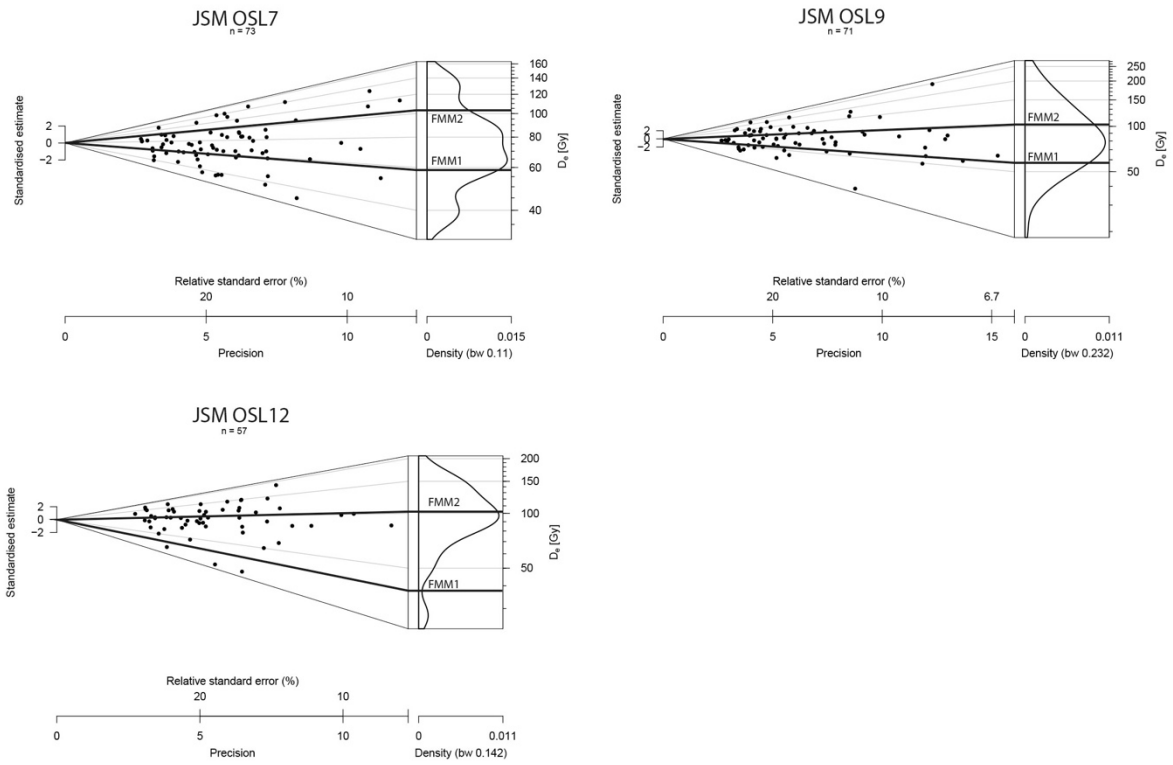 JSM OSL7
n = 73
Standardised estimate
2
0
−2
FMM2
FMM1
160
140
120
100
80
60
40
Dₑ [Gy]
Relative standard error (%)
20 10
0 5 10 0 0.015
Precision Density (bw 0.11)
JSM OSL9
n = 71
Standardised estimate
2
0
−2
FMM2
FMM1
250
200
150
100
50
Dₑ [Gy]
Relative standard error (%)
20 10 6.7
0 5 10 15 0 0.011
Precision Density (bw 0.232)
JSM OSL12
n = 57
Standardised estimate
2
0
−2
FMM2
FMM1
200
150
100
50
Dₑ [Gy]
Relative standard error (%)
20 10
0 5 10 0 0.011
Precision Density (bw 0.142)